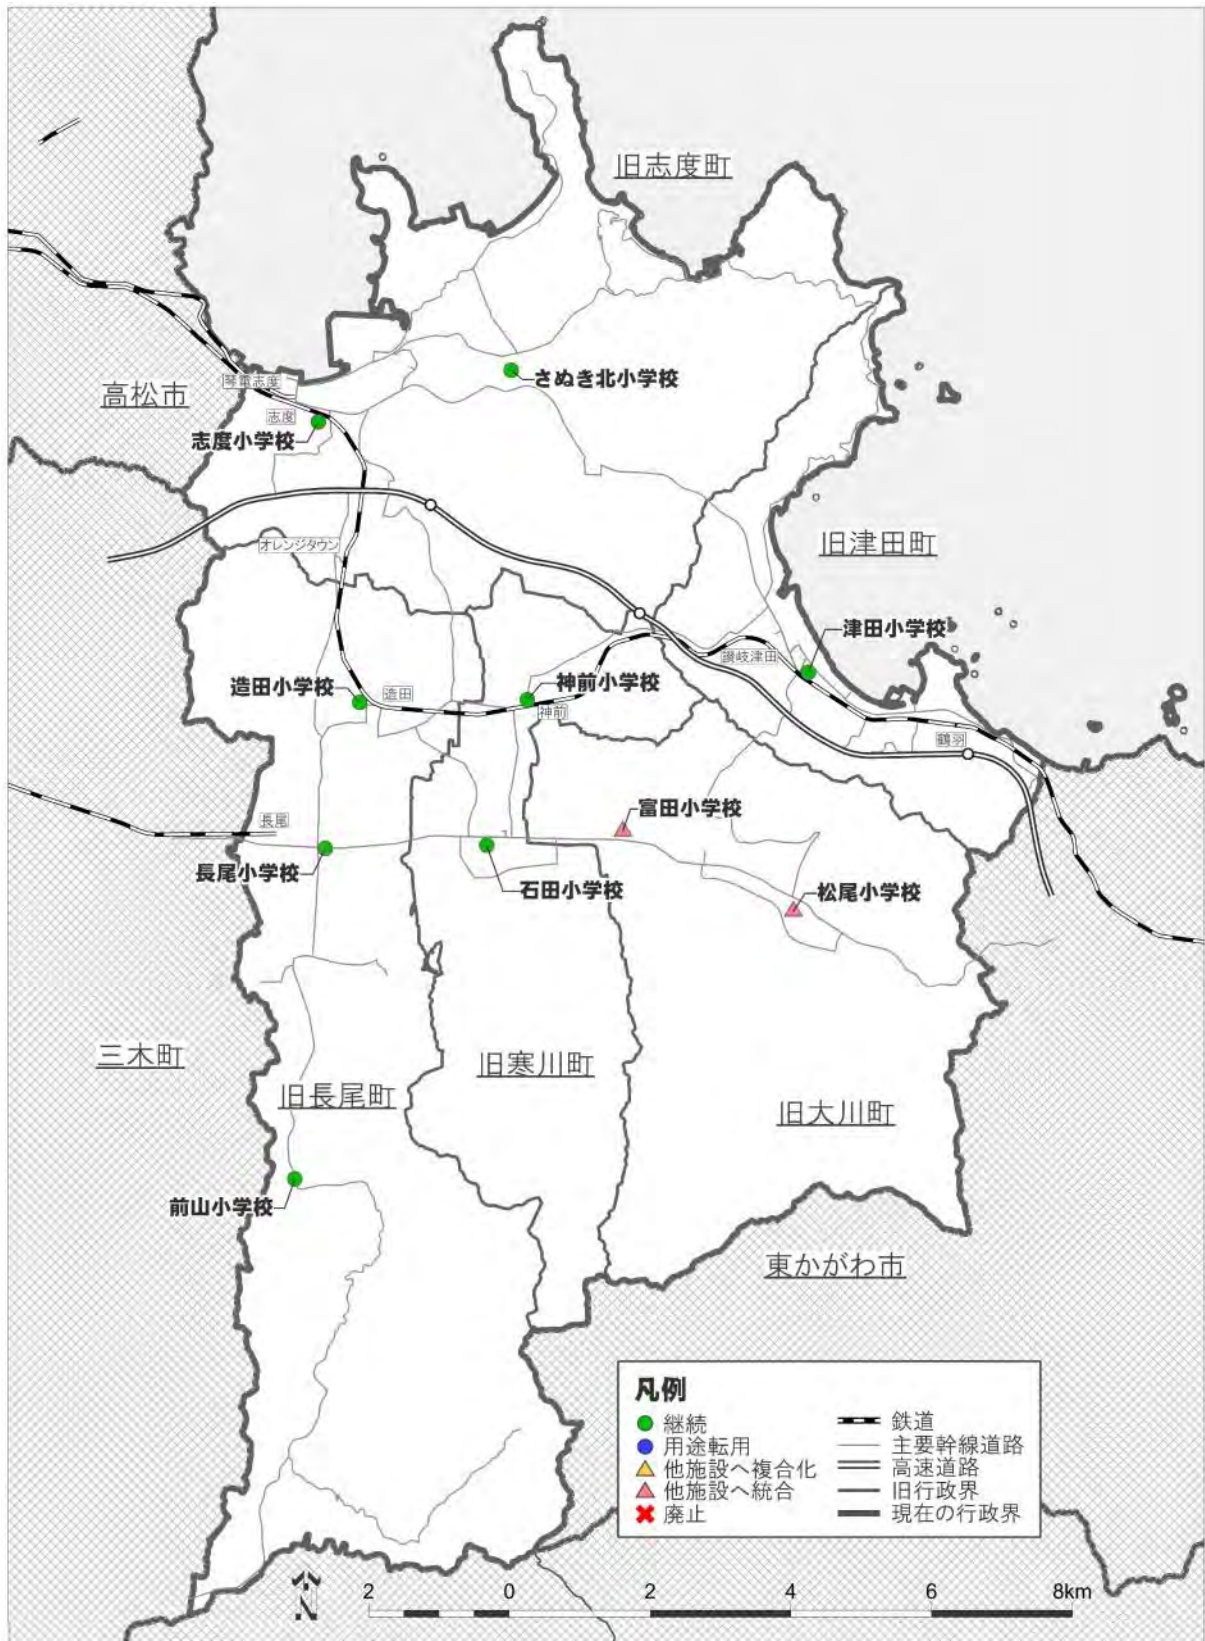 旧志度町
琴電志度
さぬき北小学校
高松市
志度
志度小学校
オレンジタウン
旧津田町
津田小学校
讃岐津田
造田小学校
造田
神前小学校
神前
鶴羽
長尾
富田小学校
長尾小学校
石田小学校
松尾小学校
三木町
旧寒川町
旧長尾町
旧大川町
前山小学校
東かがわ市
凡例
継続
用途転用
他施設へ複合化
他施設へ統合
廃止
鉄道
主要幹線道路
高速道路
旧行政界
現在の行政界
N
2 0 2 4 6 8km